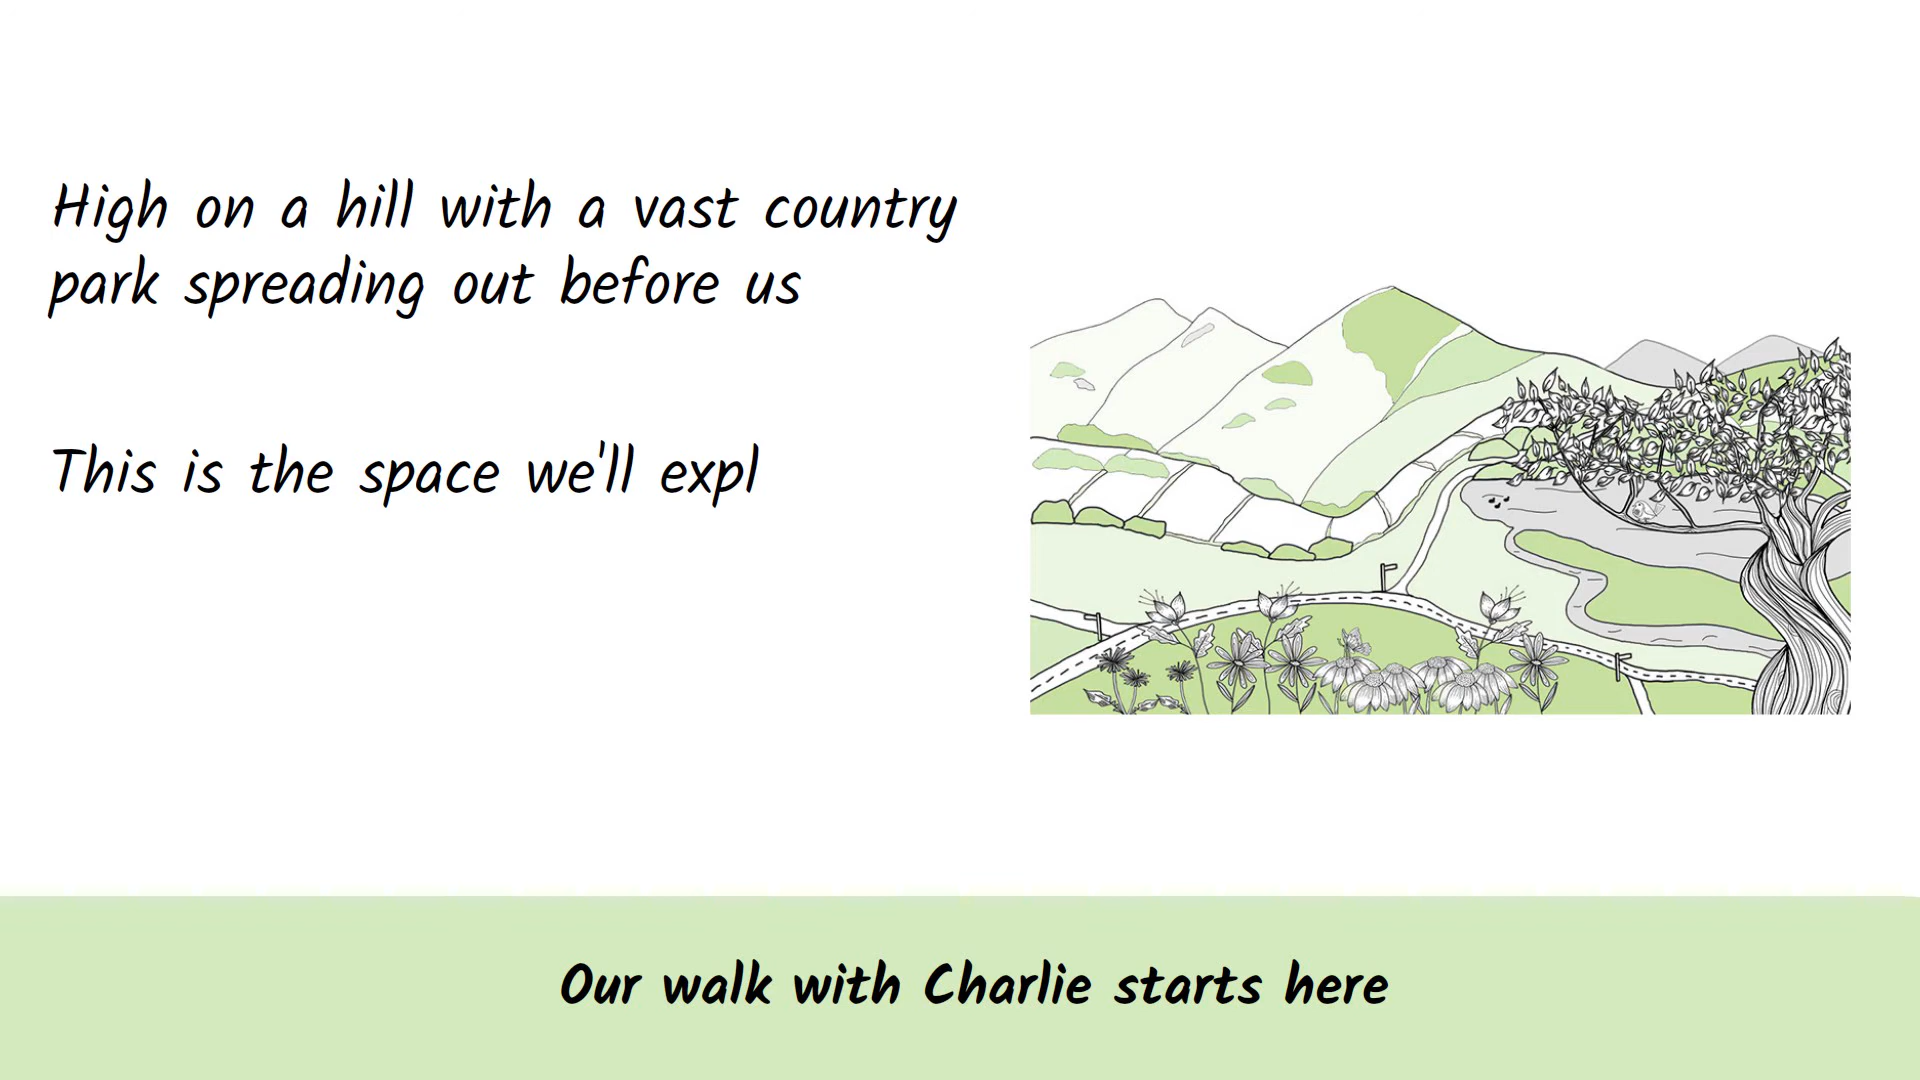 High on a hill with a vast country
park spreading out before us
This is the space we'll expl
Our walk with Charlie starts here